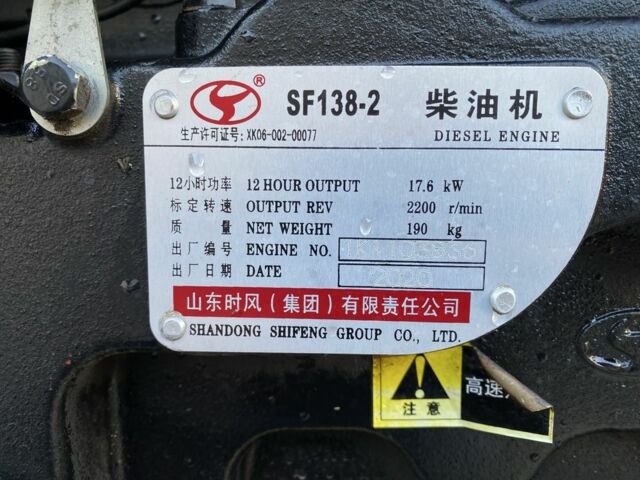 ® SF138-2 柴油机
生产许可证号: XK06-002-00077 DIESEL ENGINE
12小时功率 12 HOUR OUTPUT 17.6 kW
标定转速 OUTPUT REV 2200 r/min
质量 NET WEIGHT 190 kg
出厂编号 ENGINE NO.
出厂日期 DATE 2020
山东时风(集团)有限责任公司
SHANDONG SHIFENG GROUP CO., LTD.
高速
注意